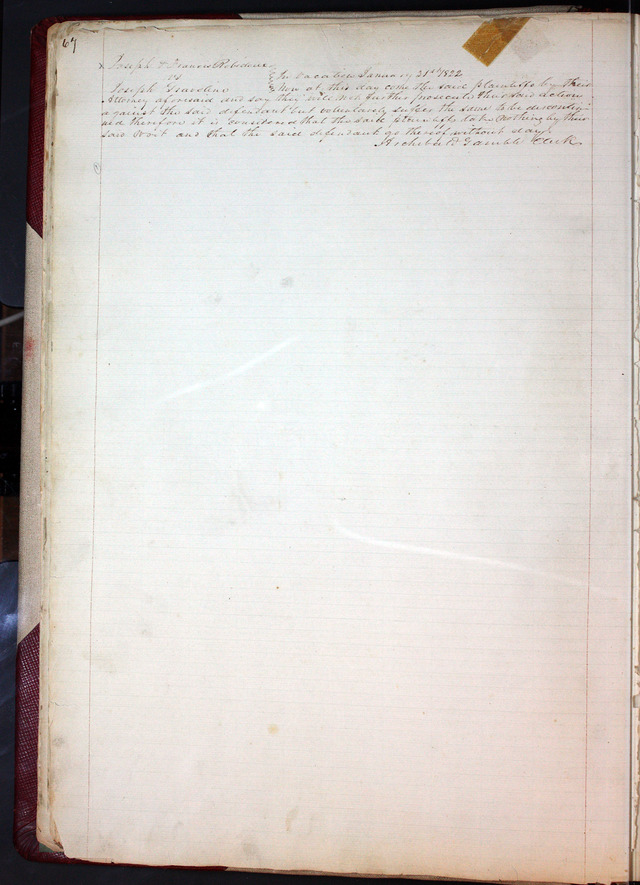 67
Joseph & Francis Robidoux
vs
In Vacation January 21st 1822
Joseph
Now at this day come the said plaintiffs by their
Attorney aforesaid and say they will not further prosecute their said action
against the said defendant but voluntarily suffer the same to be discontin-
ued therefore it is considered that the said plaintiffs take nothing by their
said Writ and that the said defendant go thereof without day.
Archibald Gamble Clerk